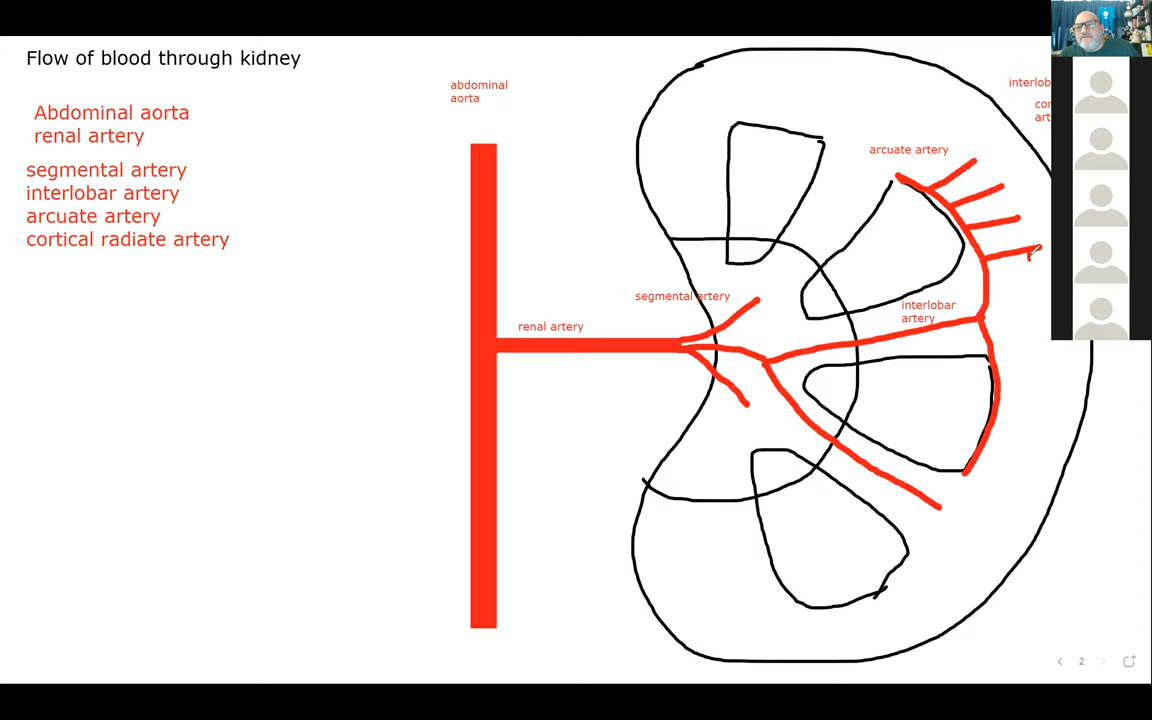 Flow of blood through kidney
Abdominal aorta
renal artery
segmental artery
interlobar artery
arcuate artery
cortical radiate artery
abdominal
aorta
renal artery
segmental artery
interlobar
artery
arcuate artery
2